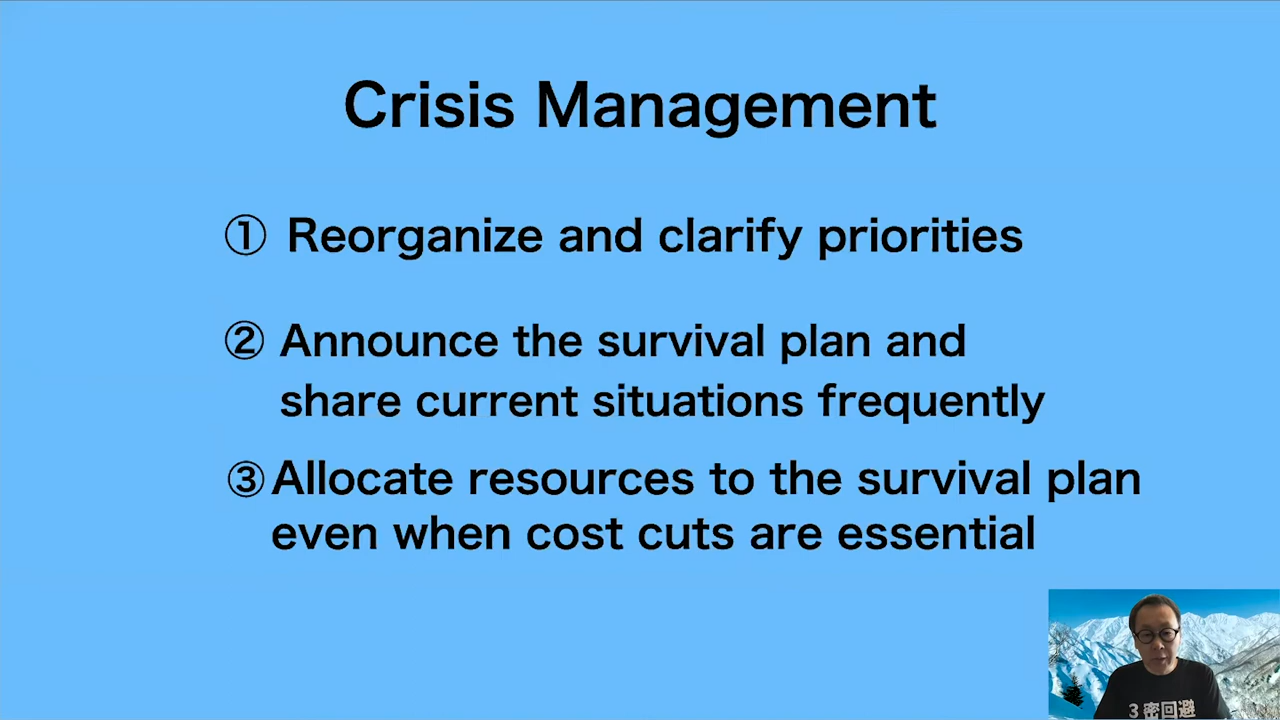 Crisis Management
① Reorganize and clarify priorities
② Announce the survival plan and
share current situations frequently
③Allocate resources to the survival plan
even when cost cuts are essential
3密回避